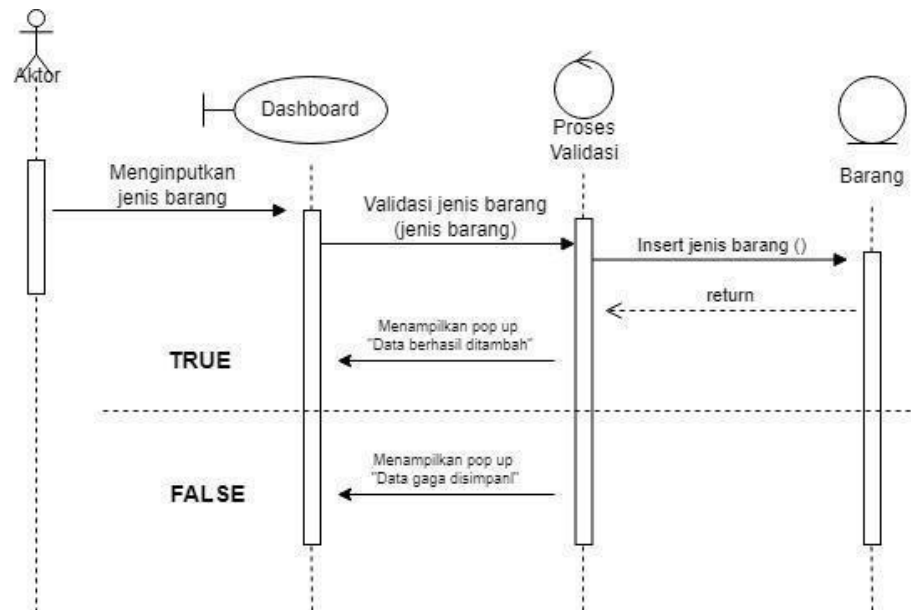 Aktor
Dashboard
Proses
Validasi
Barang
Menginputkan
jenis barang
Validasi jenis barang
(jenis barang)
Insert jenis barang ()
return
Menampilkan pop up
"Data berhasil ditambah"
TRUE
Menampilkan pop up
"Data gaga disimpanl"
FALSE